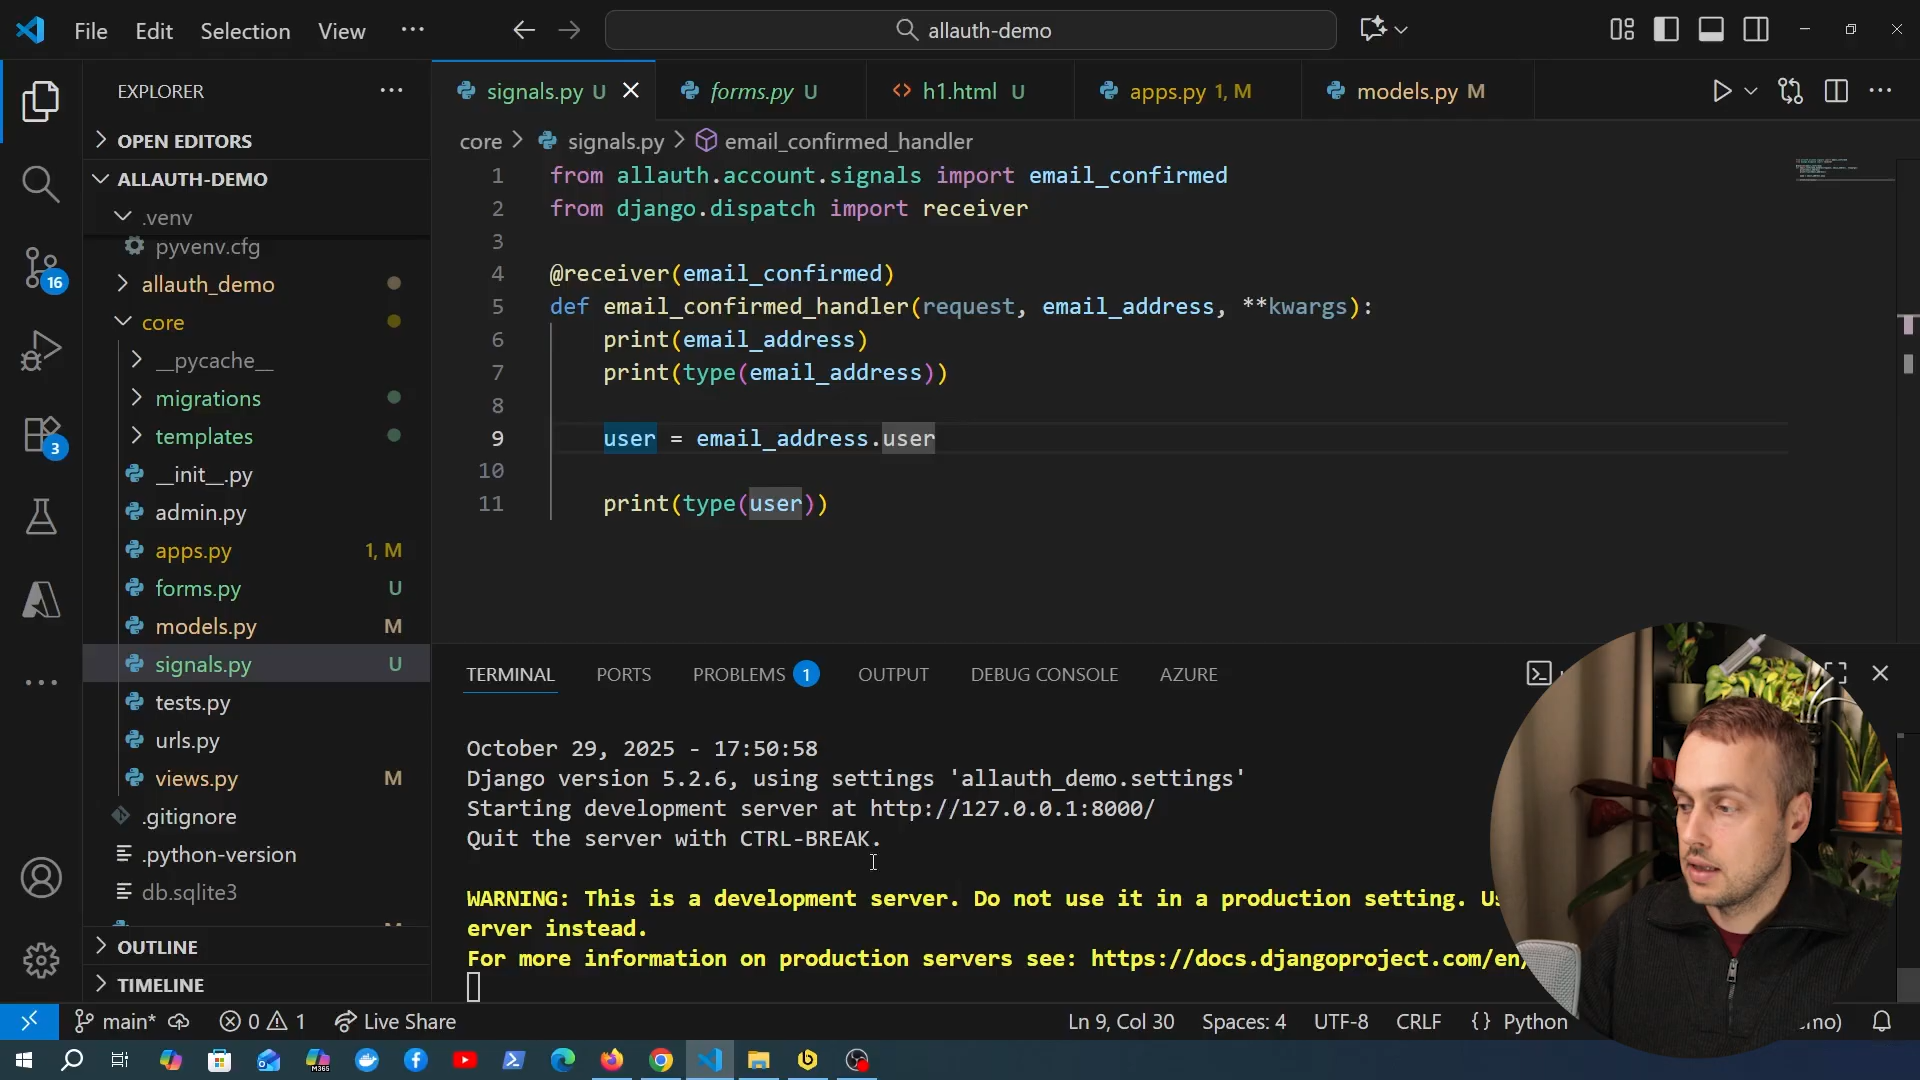 File Edit Selection View ···
allauth-demo
EXPLORER
OPEN EDITORS
ALLAUTH-DEMO
.venv
pyvenv.cfg
allauth_demo
core
__pycache__
migrations
templates
__init__.py
admin.py
apps.py 1, M
forms.py U
models.py M
signals.py U
tests.py
urls.py
views.py M
.gitignore
.python-version
db.sqlite3
OUTLINE
TIMELINE
16
3
signals.py U forms.py U h1.html U apps.py 1, M models.py M
core > signals.py > email_confirmed_handler
1 from allauth.account.signals import email_confirmed
2 from django.dispatch import receiver
3
4 @receiver(email_confirmed)
5 def email_confirmed_handler(request, email_address, **kwargs):
6 print(email_address)
7 print(type(email_address))
8
9 user = email_address.user
10
11 print(type(user))
TERMINAL PORTS PROBLEMS 1 OUTPUT DEBUG CONSOLE AZURE
October 29, 2025 - 17:50:58
Django version 5.2.6, using settings 'allauth_demo.settings'
Starting development server at http://127.0.0.1:8000/
Quit the server with CTRL-BREAK.
WARNING: This is a development server. Do not use it in a production setting.
erver instead.
For more information on production servers see: https://docs.djangoproject.com/en/
main* 0 1 Live Share Ln 9, Col 30 Spaces: 4 UTF-8 CRLF {} Python